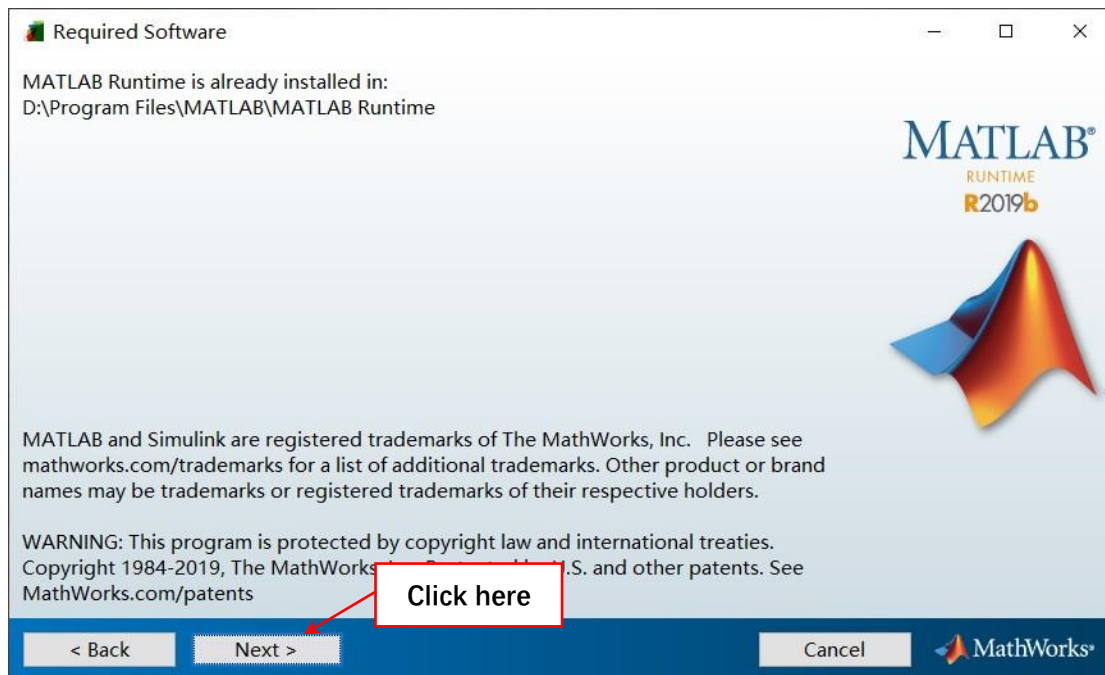 Required Software
MATLAB Runtime is already installed in:
D:\Program Files\MATLAB\MATLAB Runtime
MATLAB®
RUNTIME
R2019b
MATLAB and Simulink are registered trademarks of The MathWorks, Inc. Please see
mathworks.com/trademarks for a list of additional trademarks. Other product or brand
names may be trademarks or registered trademarks of their respective holders.
WARNING: This program is protected by copyright law and international treaties.
Copyright 1984-2019, The MathWorks, U.S. and other patents. See
MathWorks.com/patents
Click here
< Back
Next >
Cancel
MathWorks®